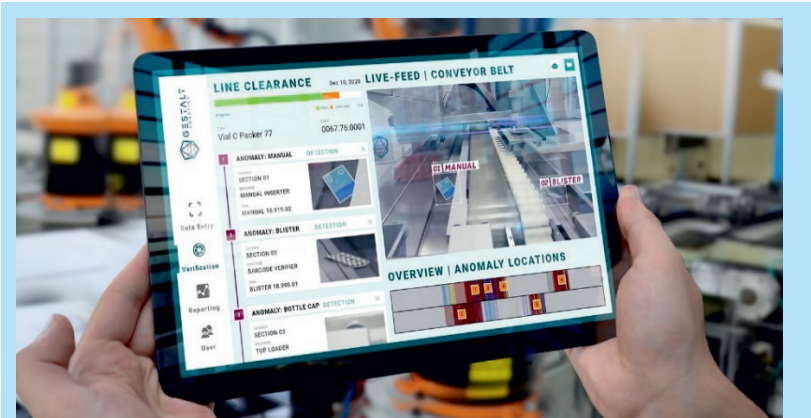 GESTALT
LINE CLEARANCE
Dec 10, 2020
LIVE-FEED | CONVEYOR BELT
Vial C Packer 77
0067.76.0001
ANOMALY: MANUAL DETECTION
SECTION 01
MANUAL INSERTER
MANUAL 10.019.02
ANOMALY: BLISTER DETECTION
SECTION 02
BARCODE VERIFIER
BLISTER 10.999.01
ANOMALY: BOTTLE CAP DETECTION
SECTION 03
TOP LOADER
Data Entry
Verification
Reporting
User
01 MANUAL
02 BLISTER
OVERVIEW | ANOMALY LOCATIONS